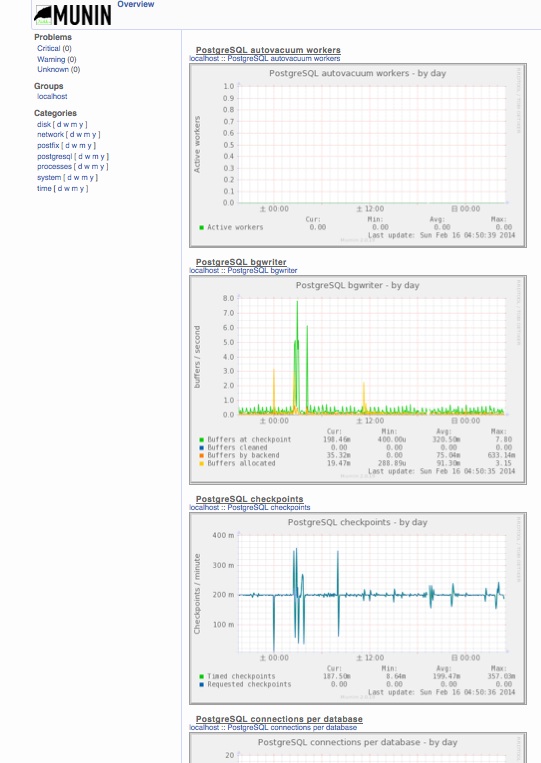 MUNIN
Overview
Problems
Critical (0)
Warning (0)
Unknown (0)
Groups
localhost
Categories
disk [ d w m y ]
network [ d w m y ]
postfix [ d w m y ]
postgresql [ d w m y ]
processes [ d w m y ]
system [ d w m y ]
time [ d w m y ]
PostgreSQL autovacuum workers
localhost :: PostgreSQL autovacuum workers
PostgreSQL autovacuum workers - by day
Active workers
1.0
0.9
0.8
0.7
0.6
0.5
0.4
0.3
0.2
0.1
0.0
土 00:00
土 12:00
日 00:00
Cur: Min: Avg: Max:
Active workers 0.00 0.00 0.00 0.00
Last update: Sun Feb 16 04:50:39 2014
PostgreSQL bgwriter
localhost :: PostgreSQL bgwriter
PostgreSQL bgwriter - by day
buffers / second
8.0
7.0
6.0
5.0
4.0
3.0
2.0
1.0
0.0
土 00:00
土 12:00
日 00:00
Cur: Min: Avg: Max:
Buffers at checkpoint 198.46m 400.00u 320.50m 7.80
Buffers cleaned 0.00 0.00 0.00 0.00
Buffers by backend 35.32m 0.00 75.04m 633.14m
Buffers allocated 19.47m 288.89u 91.30m 3.15
Last update: Sun Feb 16 04:50:35 2014
PostgreSQL checkpoints
localhost :: PostgreSQL checkpoints
PostgreSQL checkpoints - by day
Checkpoints / minute
400 m
300 m
200 m
100 m
土 00:00
土 12:00
日 00:00
Cur: Min: Avg: Max:
Timed checkpoints 187.50m 8.64m 199.47m 357.03m
Requested checkpoints 0.00 0.00 0.00 0.00
Last update: Sun Feb 16 04:50:36 2014
PostgreSQL connections per database
localhost :: PostgreSQL connections per database
PostgreSQL connections per database - by day
20